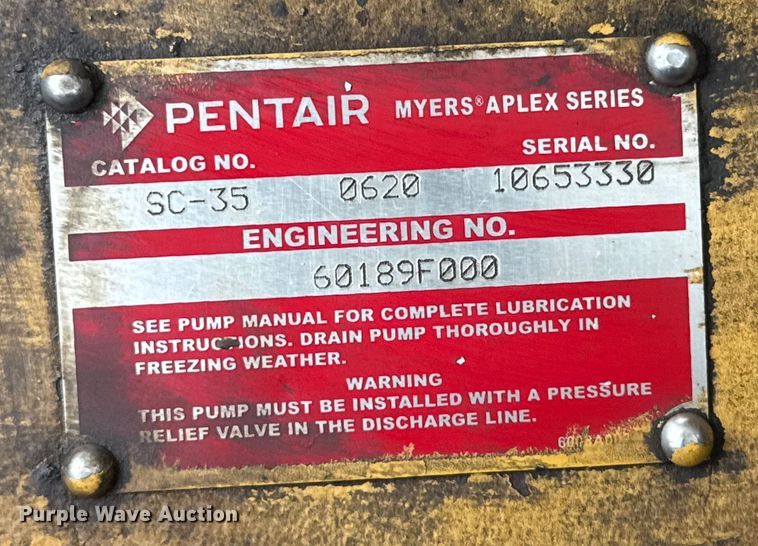 PENTAIR MYERS® APLEX SERIES
CATALOG NO. SERIAL NO.
SC-35 0620 10653330
ENGINEERING NO.
60189F000
SEE PUMP MANUAL FOR COMPLETE LUBRICATION
INSTRUCTIONS. DRAIN PUMP THOROUGHLY IN
FREEZING WEATHER.
WARNING
THIS PUMP MUST BE INSTALLED WITH A PRESSURE
RELIEF VALVE IN THE DISCHARGE LINE.
Purple Wave Auction